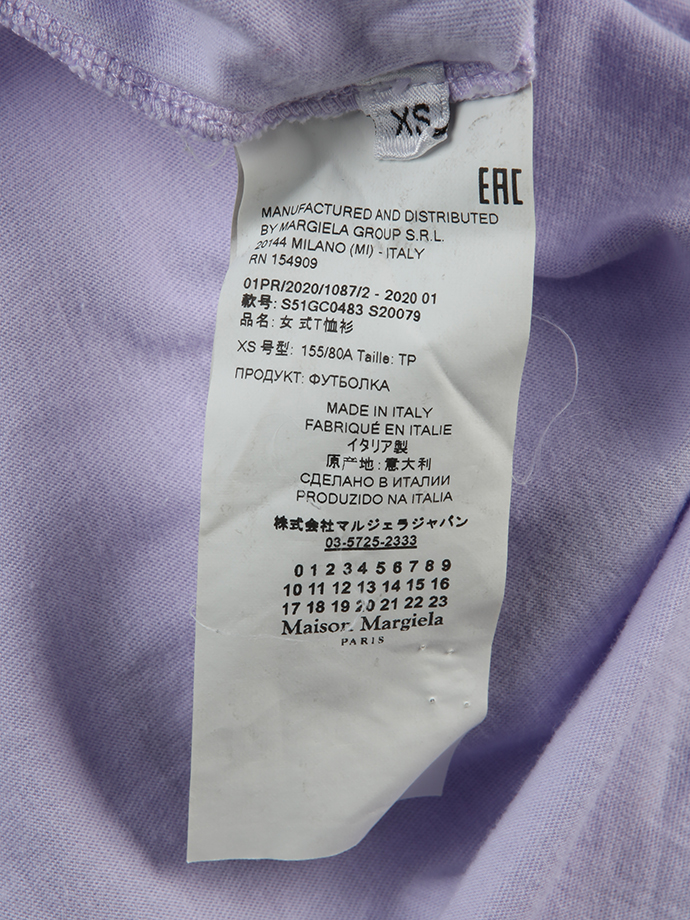 XS
EAC
MANUFACTURED AND DISTRIBUTED
BY MARGIELA GROUP S.R.L.
20144 MILANO (MI) - ITALY
RN 154909
01PR/2020/1087/2 - 2020 01
款号: S51GC0483 S20079
品名: 女式T恤衫
XS 号型: 155/80A Taille: TP
ПРОДУКТ: ФУТБОЛКА
MADE IN ITALY
FABRIQUÉ EN ITALIE
イタリア製
原产地: 意大利
СДЕЛАНО В ИТАЛИИ
PRODUZIDO NA ITALIA
株式会社マルジェラジャパン
03-5725-2333
0 1 2 3 4 5 6 7 8 9
10 11 12 13 14 15 16
17 18 19 20 21 22 23
Maison Margiela
PARIS